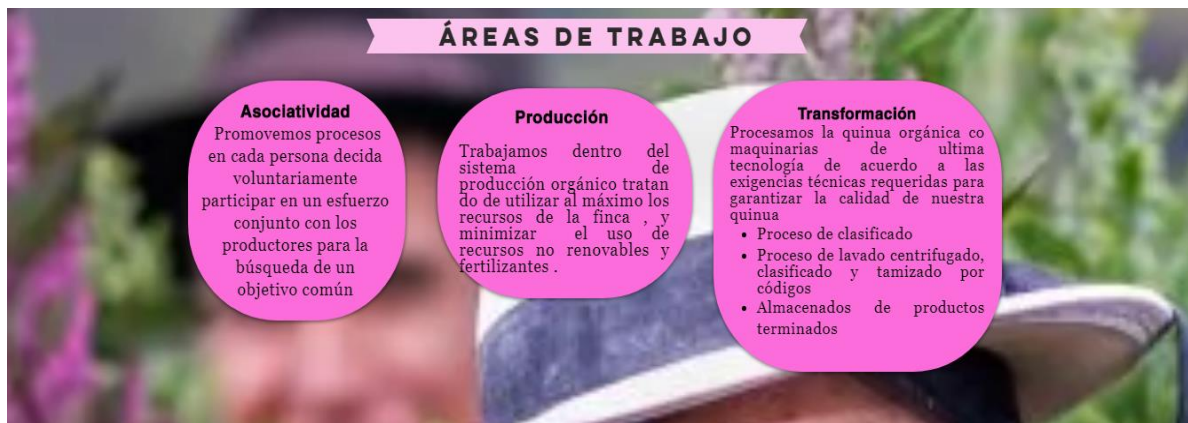 ÁREAS DE TRABAJO
Asociatividad
Promovemos procesos
en cada persona decida
voluntariamente
participar en un esfuerzo
conjunto con los
productores para la
búsqueda de un
objetivo común
Producción
Trabajamos dentro del
sistema de
producción orgánico tratan
do de utilizar al máximo los
recursos de la finca , y
minimizar el uso de
recursos no renovables y
fertilizantes .
Transformación
Procesamos la quinua orgánica co
maquinarias de ultima
tecnología de acuerdo a las
exigencias técnicas requeridas para
garantizar la calidad de nuestra
quinua
• Proceso de clasificado
• Proceso de lavado centrifugado,
clasificado y tamizado por
códigos
• Almacenados de productos
terminados